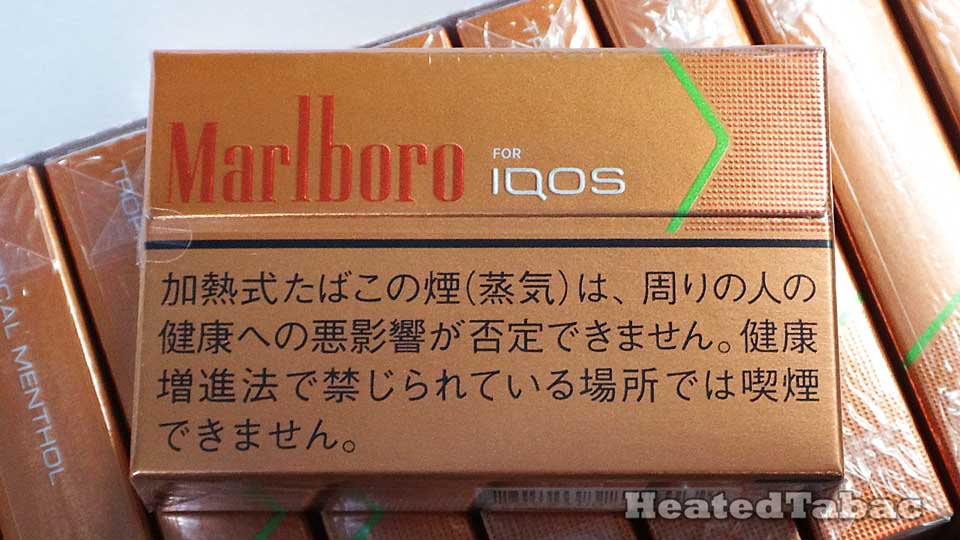 Marlboro FOR IQOS
加熱式たばこの煙(蒸気)は、周りの人の
健康への悪影響が否定できません。健康
増進法で禁じられている場所では喫煙
できません。
TROP
ICAL MENTHOL
HeatedTabac